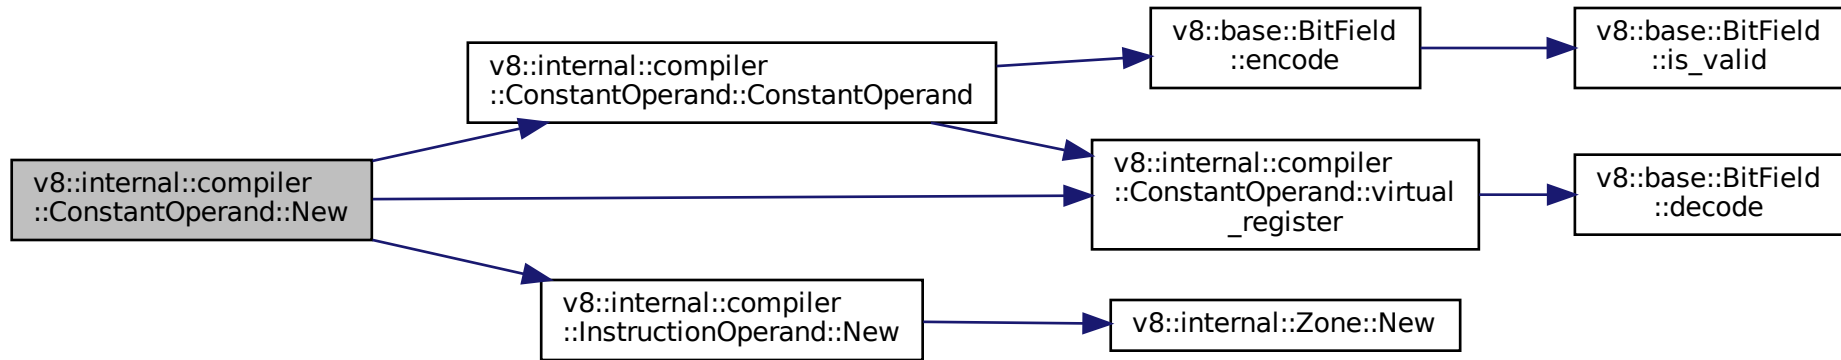 v8::internal::compiler
::ConstantOperand::New
v8::internal::compiler
::ConstantOperand::ConstantOperand
v8::internal::compiler
::InstructionOperand::New
v8::base::BitField
::encode
v8::internal::compiler
::ConstantOperand::virtual
_register
v8::internal::Zone::New
v8::base::BitField
::is_valid
v8::base::BitField
::decode